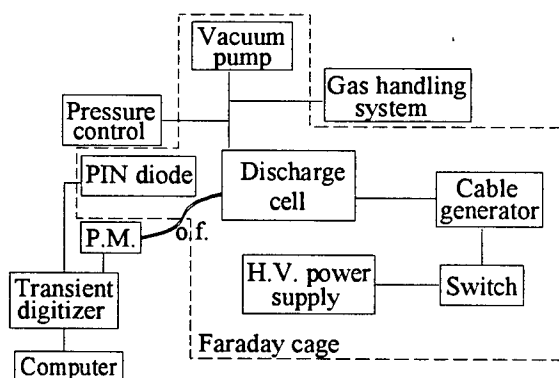 Vacuum
pump
Gas handling
system
Pressure
control
PIN diode
Discharge
cell
Cable
generator
P.M.
o.f.
H.V. power
supply
Switch
Transient
digitizer
Faraday cage
Computer